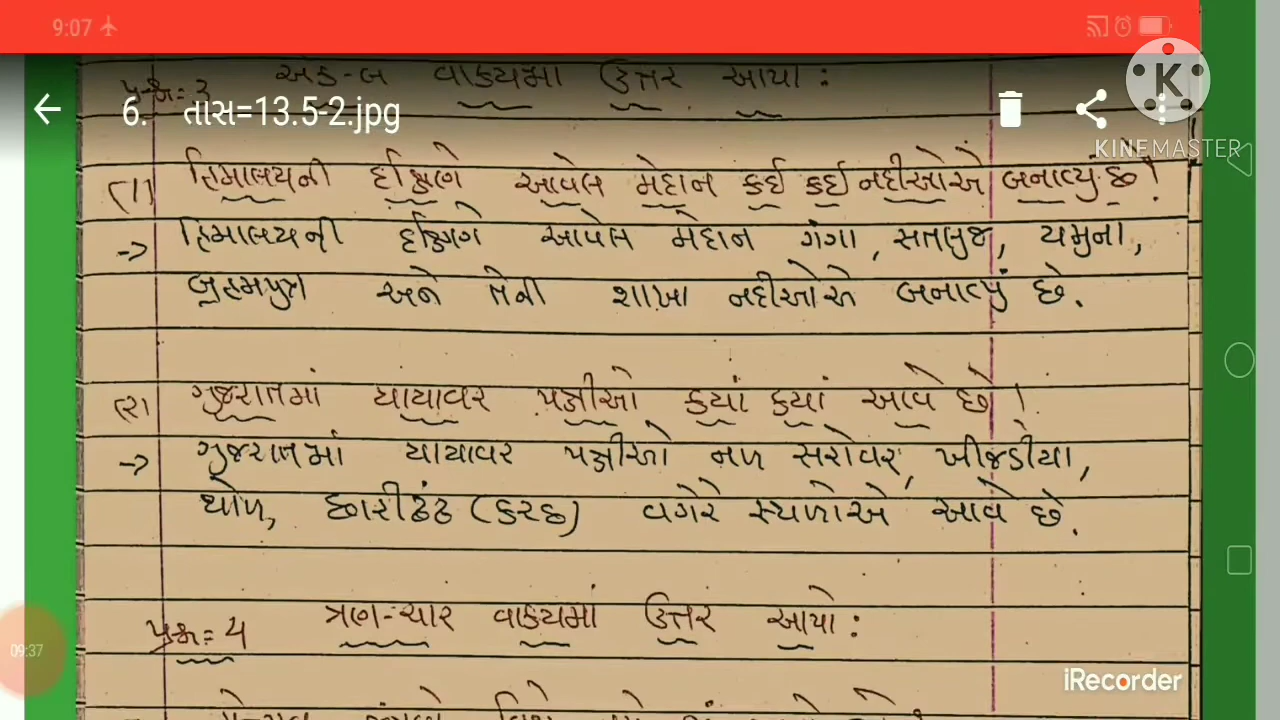 9:07
પ્રશ્ન=3 એક-બે વાક્યમાં ઉત્તર આપો :
6. તાસ=13.5-2.jpg
K
KINEMASTER
(1) હિમાલયની દક્ષિણે આવેલ મેદાન કઈ કઈ નદીઓએ બનાવ્યું છે!
-> હિમાલયની દક્ષિણે આવેલ મેદાન ગંગા, સતલુજ, યમુના,
બ્રહ્મપુત્ર અને તેની શાખા નદીઓએ બનાવ્યું છે.
(ર) ગુજરાતમાં યાયાવર પક્ષીઓ કયાં કયાં આવે છે!
-> ગુજરાતમાં યાયાવર પક્ષીઓ નળ સરોવર, ખીજડીયા,
થોળ, છારીઢંઢ (કચ્છ) વગેરે સ્થળોએ આવે છે.
પ્રશ્ન=4 ત્રણ-ચાર વાક્યમાં ઉત્તર આપો :
09:37
iRecorder